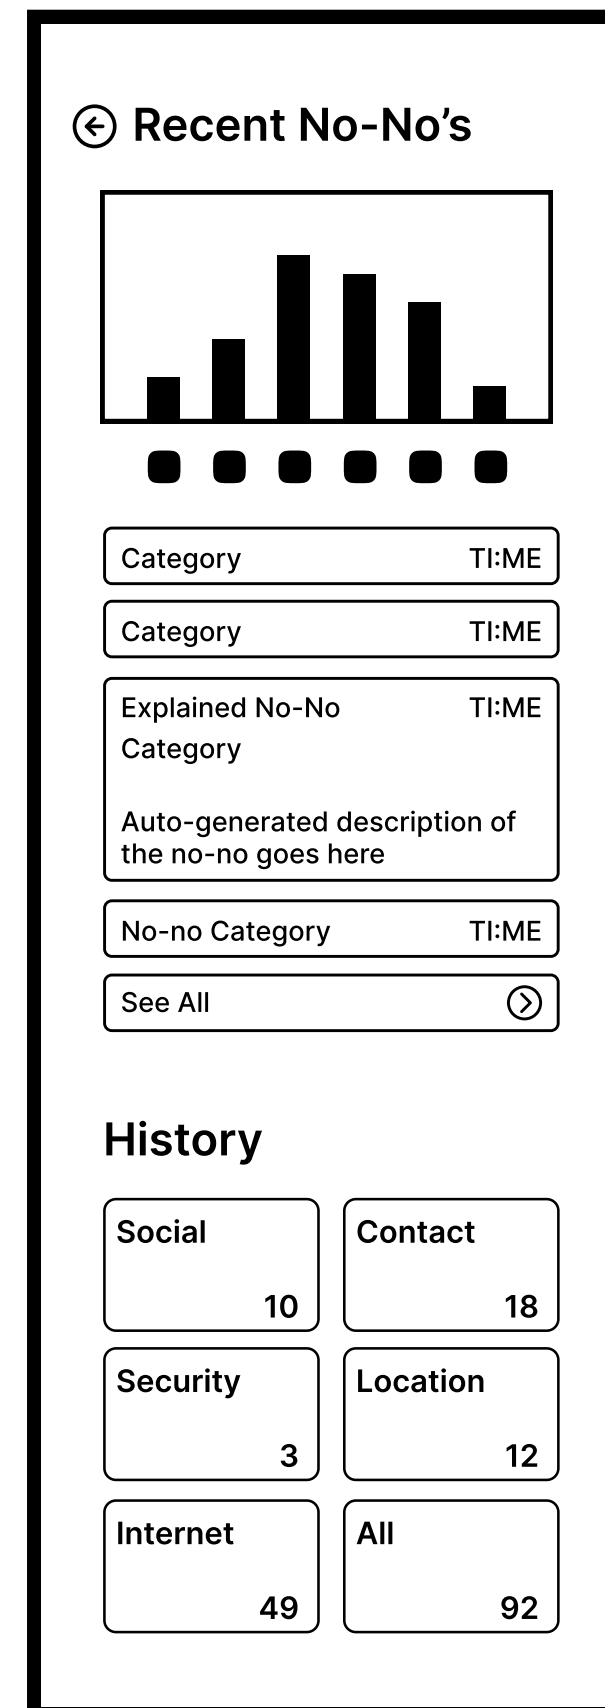 Recent No-No’s
Category TI:ME
Category TI:ME
Explained No-No TI:ME
Category
Auto-generated description of
the no-no goes here
No-no Category TI:ME
See All
History
Social Contact
10 18
Security Location
3 12
Internet All
49 92